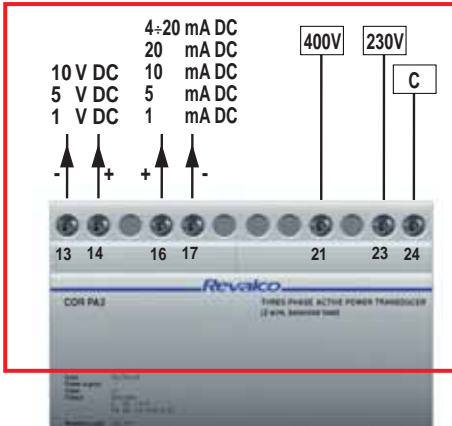 4÷20 mA DC
20 mA DC
10 mA DC
5 mA DC
1 mA DC
10 V DC
5 V DC
1 V DC
400V
230V
C
- + + -
13 14 16 17 21 23 24
Revalco
COR PA3
THREE PHASE ACTIVE POWER TRANSDUCER